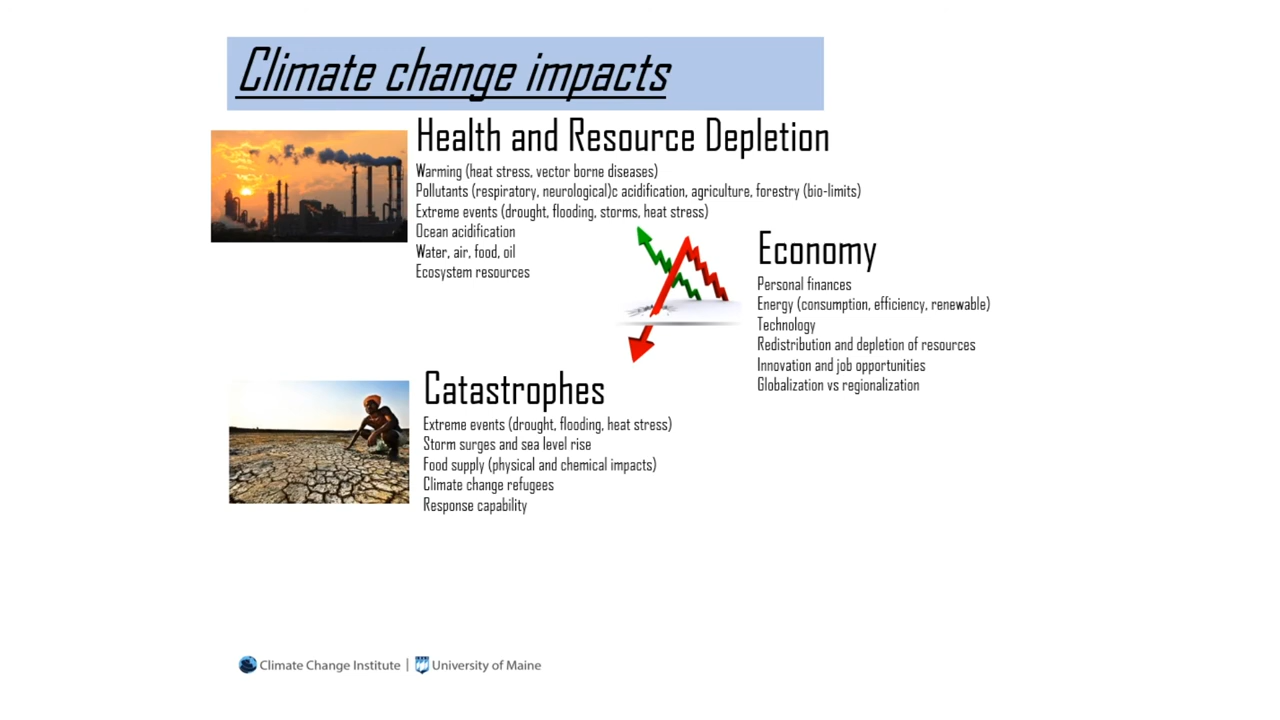 Climate change impacts
Health and Resource Depletion
Warming (heat stress, vector borne diseases)
Pollutants (respiratory, neurological)c acidification, agriculture, forestry (bio-limits)
Extreme events (drought, flooding, storms, heat stress)
Ocean acidification
Water, air, food, oil
Ecosystem resources
Economy
Personal finances
Energy (consumption, efficiency, renewable)
Technology
Redistribution and depletion of resources
Innovation and job opportunities
Globalization vs regionalization
Catastrophes
Extreme events (drought, flooding, heat stress)
Storm surges and sea level rise
Food supply (physical and chemical impacts)
Climate change refugees
Response capability
Climate Change Institute | University of Maine